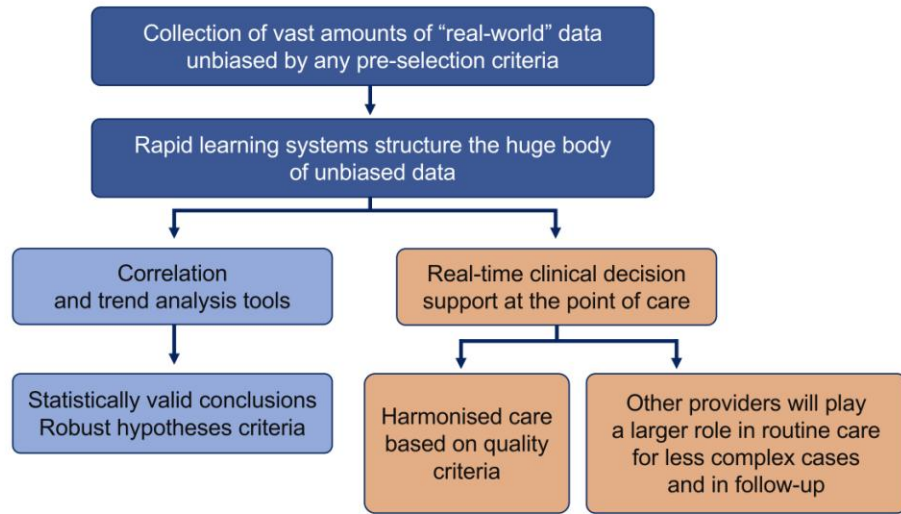 Collection of vast amounts of “real-world” data
unbiased by any pre-selection criteria
Rapid learning systems structure the huge body
of unbiased data
Correlation
and trend analysis tools
Real-time clinical decision
support at the point of care
Statistically valid conclusions
Robust hypotheses criteria
Harmonised care
based on quality
criteria
Other providers will play
a larger role in routine care
for less complex cases
and in follow-up